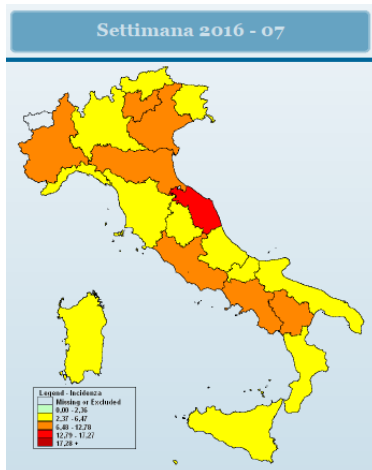 Settimana 2016 - 07
Legend - Incidenza
Missing or Excluded
0,00 - 2,36
2,37 - 6,47
6,48 - 12,78
12,79 - 17,27
17,28 +